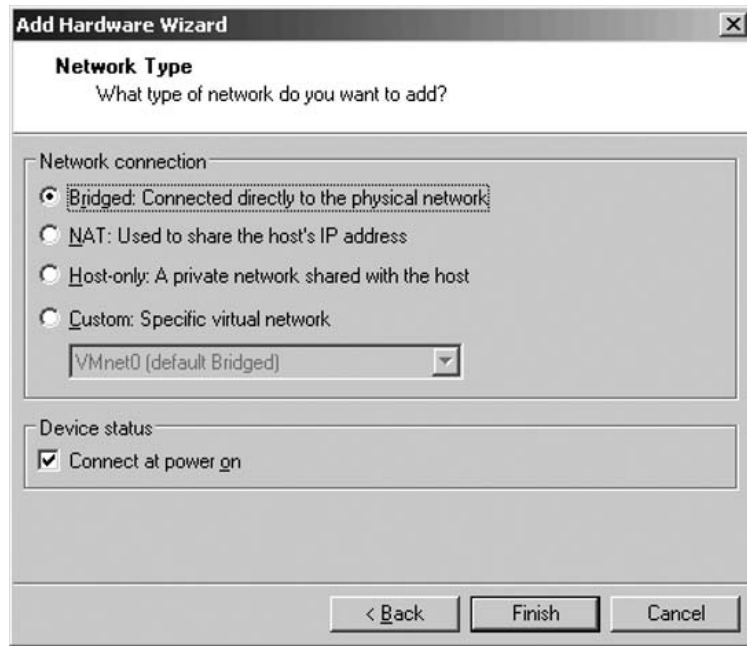 Add Hardware Wizard
Network Type
What type of network do you want to add?
Network connection
Bridged: Connected directly to the physical network
NAT: Used to share the host's IP address
Host-only: A private network shared with the host
Custom: Specific virtual network
VMnet0 (default Bridged)
Device status
Connect at power on
< Back Finish Cancel